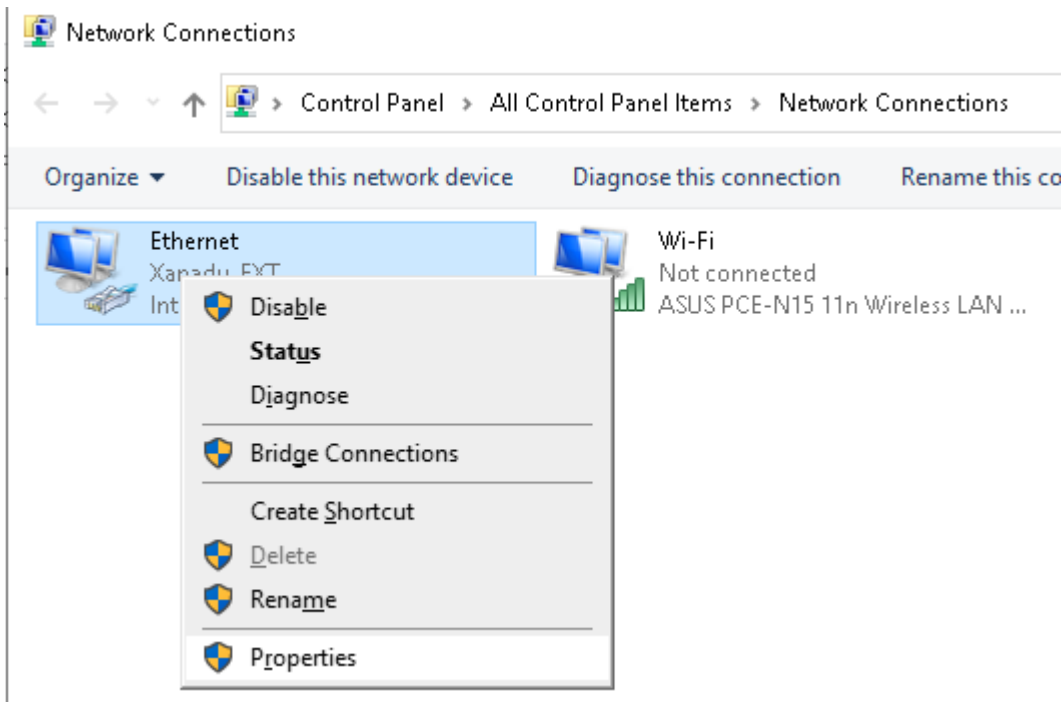 Network Connections
Control Panel > All Control Panel Items > Network Connections
Organize Disable this network device Diagnose this connection Rename this co
Ethernet
Xanadu_EXT
Int
Wi-Fi
Not connected
ASUS PCE-N15 11n Wireless LAN ...
Disable
Status
Diagnose
Bridge Connections
Create Shortcut
Delete
Rename
Properties